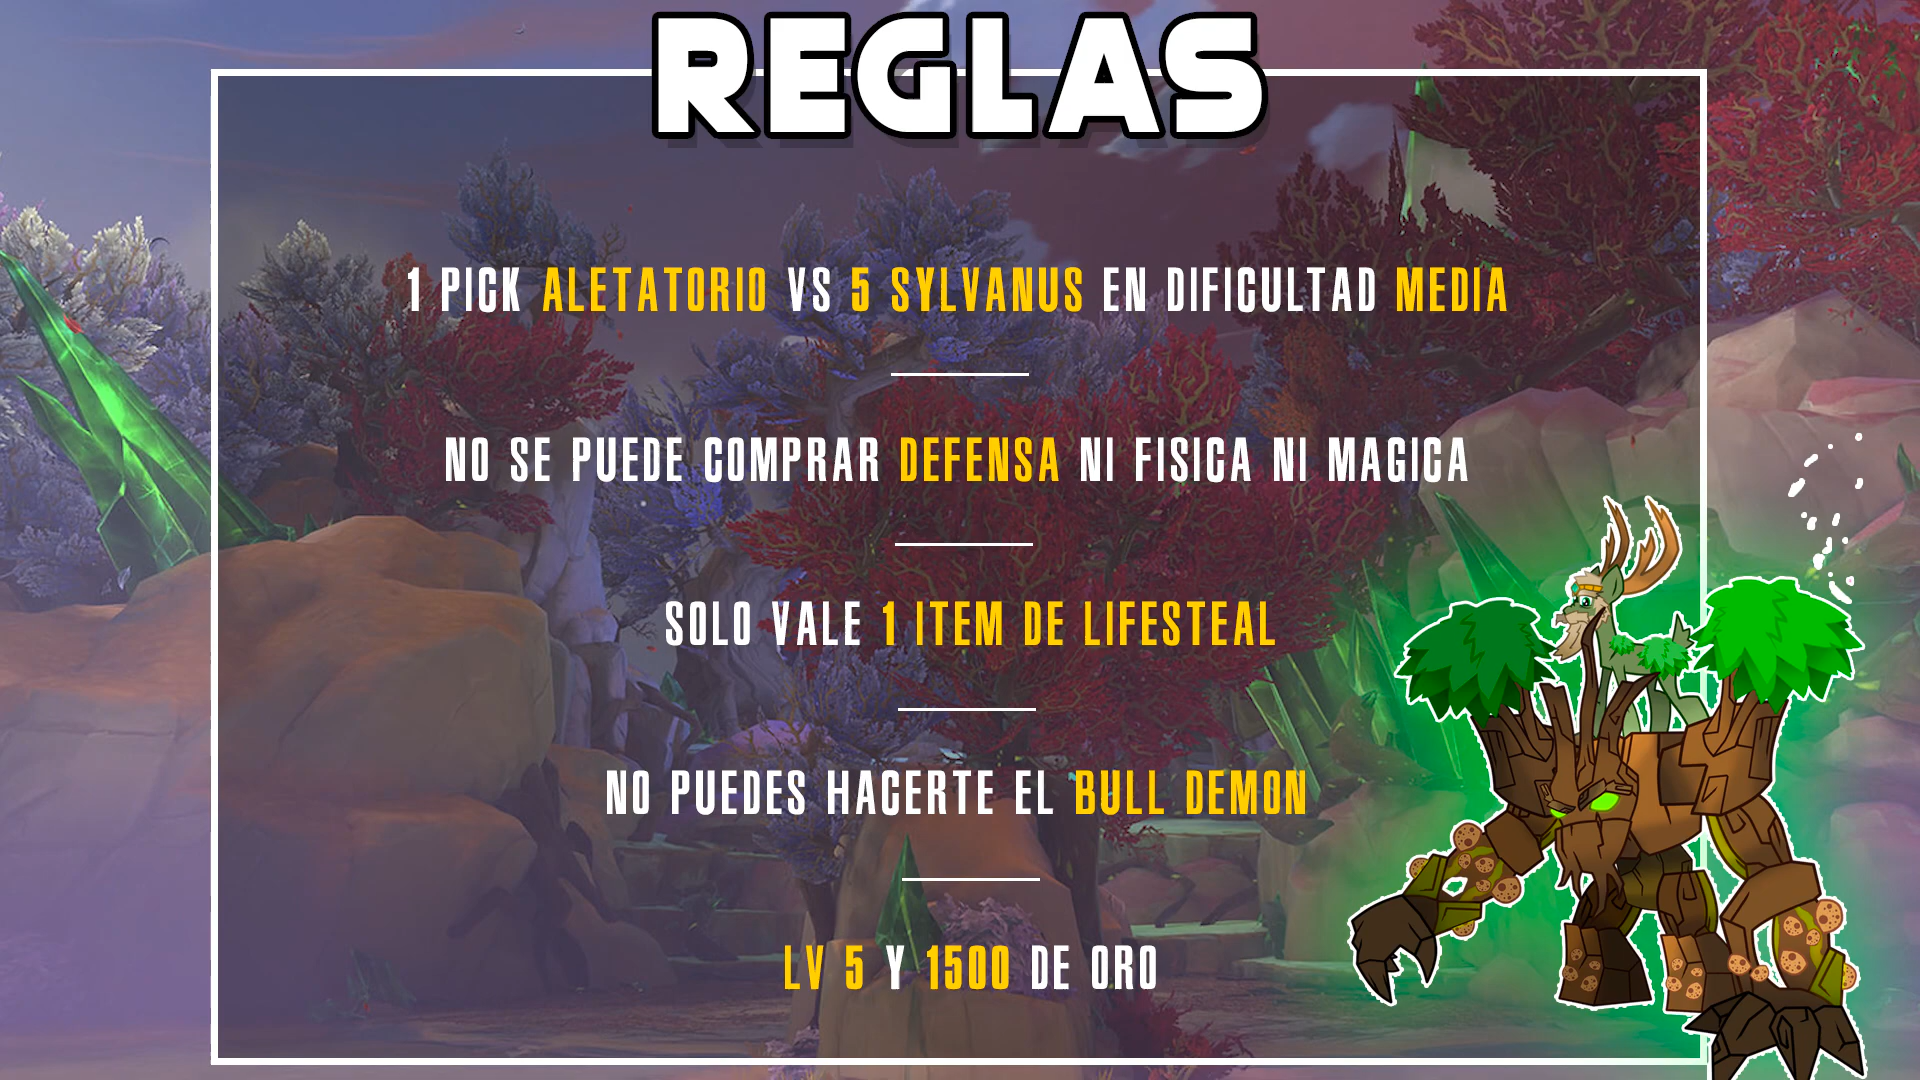 REGLAS
1 PICK ALETATORIO VS 5 SYLVANUS EN DIFICULTAD MEDIA
NO SE PUEDE COMPRAR DEFENSA NI FISICA NI MAGICA
SOLO VALE 1 ITEM DE LIFESTEAL
NO PUEDES HACERTE EL BULL DEMON
LV 5 Y 1500 DE ORO